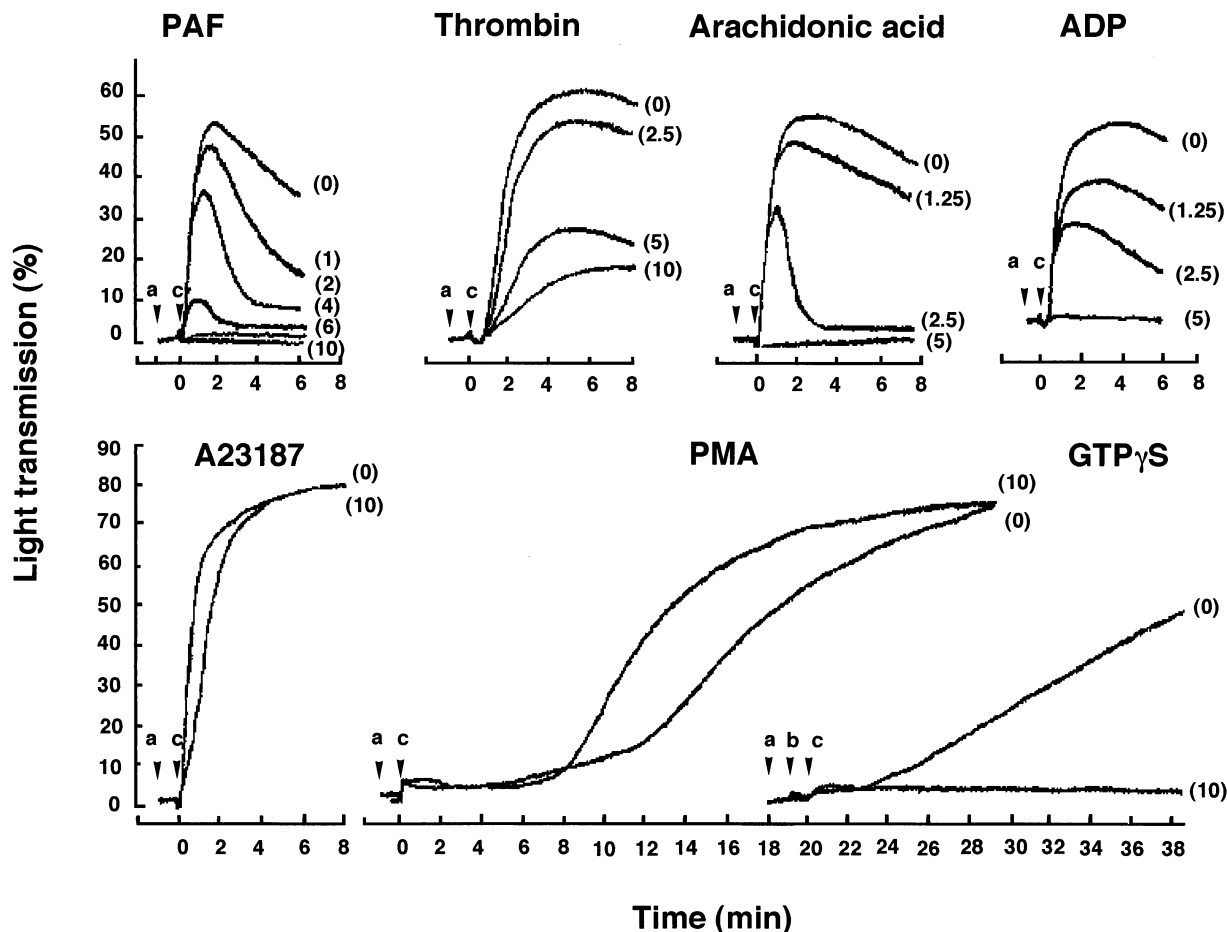 PAF Thrombin Arachidonic acid ADP
Light transmission (%)
60
50
40
30
20
10
0
a c
(0)
(1)
(2)
(4)
(6)
(10)
0 2 4 6 8
a c
(0)
(2.5)
(5)
(10)
0 2 4 6 8
a c
(0)
(1.25)
(2.5)
(5)
0 2 4 6 8
a c
(0)
(1.25)
(2.5)
(5)
0 2 4 6 8
A23187 PMA GTPγS
90
80
70
60
50
40
30
20
10
0
a c
(0)
(10)
0 2 4 6 8
a c
(10)
(0)
a b c
(0)
(10)
0 2 4 6 8 10 12 14 16 18 20 22 24 26 28 30 32 34 36 38
Time (min)